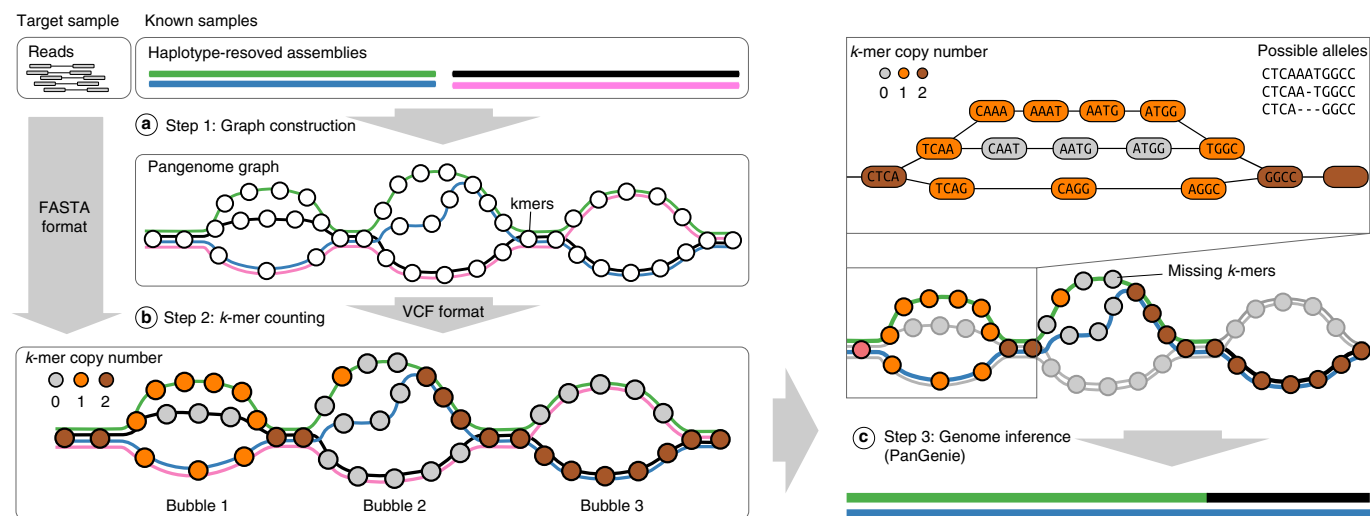 Target sample
Known samples
Reads
Haplotype-resoved assemblies
a Step 1: Graph construction
Pangenome graph
kmers
FASTA
format
b Step 2: k-mer counting
VCF format
k-mer copy number
0 1 2
Bubble 1
Bubble 2
Bubble 3
k-mer copy number
0 1 2
Possible alleles
CTCAAATGGCC
CTCAA-TGGCC
CTCA---GGCC
CAAA AAAT AATG ATGG
TCAA CAAT AATG ATGG TGGC
CTCA GGCC
TCAG CAGG AGGC
Missing k-mers
c Step 3: Genome inference
(PanGenie)